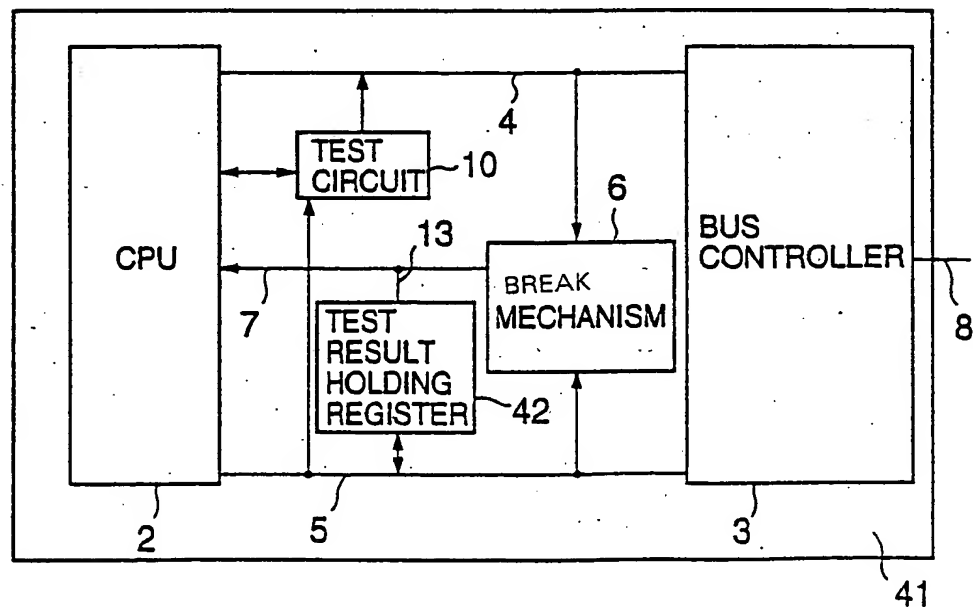 4
TEST
CIRCUIT
10
6
CPU
13
BUS
CONTROLLER
BREAK
MECHANISM
7
8
TEST
RESULT
HOLDING
REGISTER
42
2
5
3
41